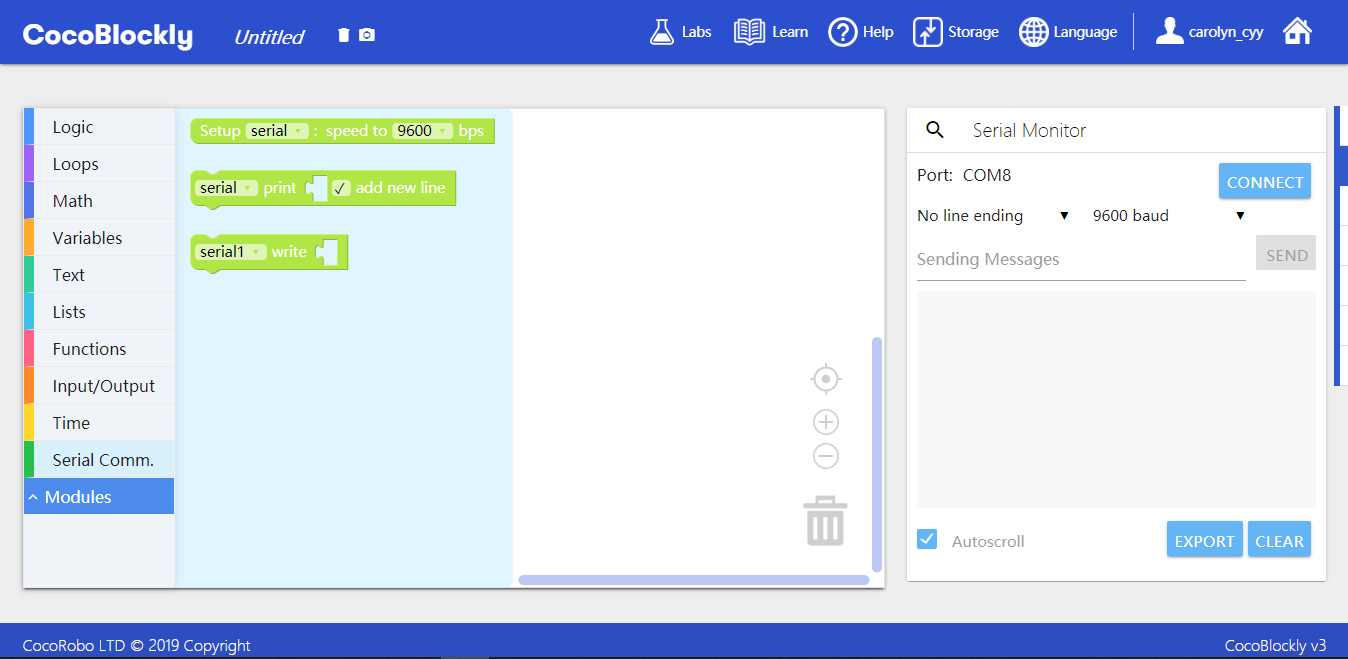 CocoBlockly Untitled Labs Learn Help Storage Language carolyn_cyy
Logic
Loops
Math
Variables
Text
Lists
Functions
Input/Output
Time
Serial Comm.
Modules
Setup serial : speed to 9600 bps
serial print add new line
serial1 write
Serial Monitor
Port: COM8 CONNECT
No line ending 9600 baud
Sending Messages SEND
Autoscroll EXPORT CLEAR
CocoRobo LTD © 2019 Copyright CocoBlockly v3